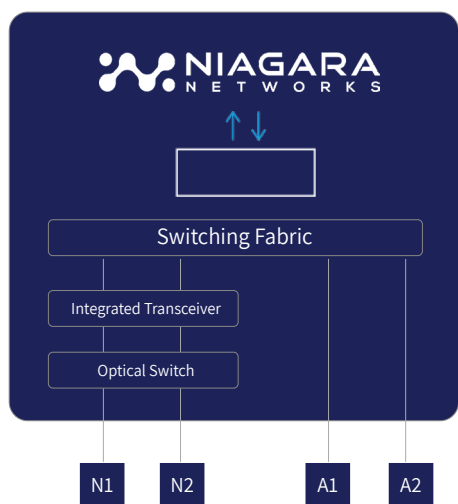 NIAGARA
NETWORKS
Switching Fabric
Integrated Transceiver
Optical Switch
N1 N2 A1 A2